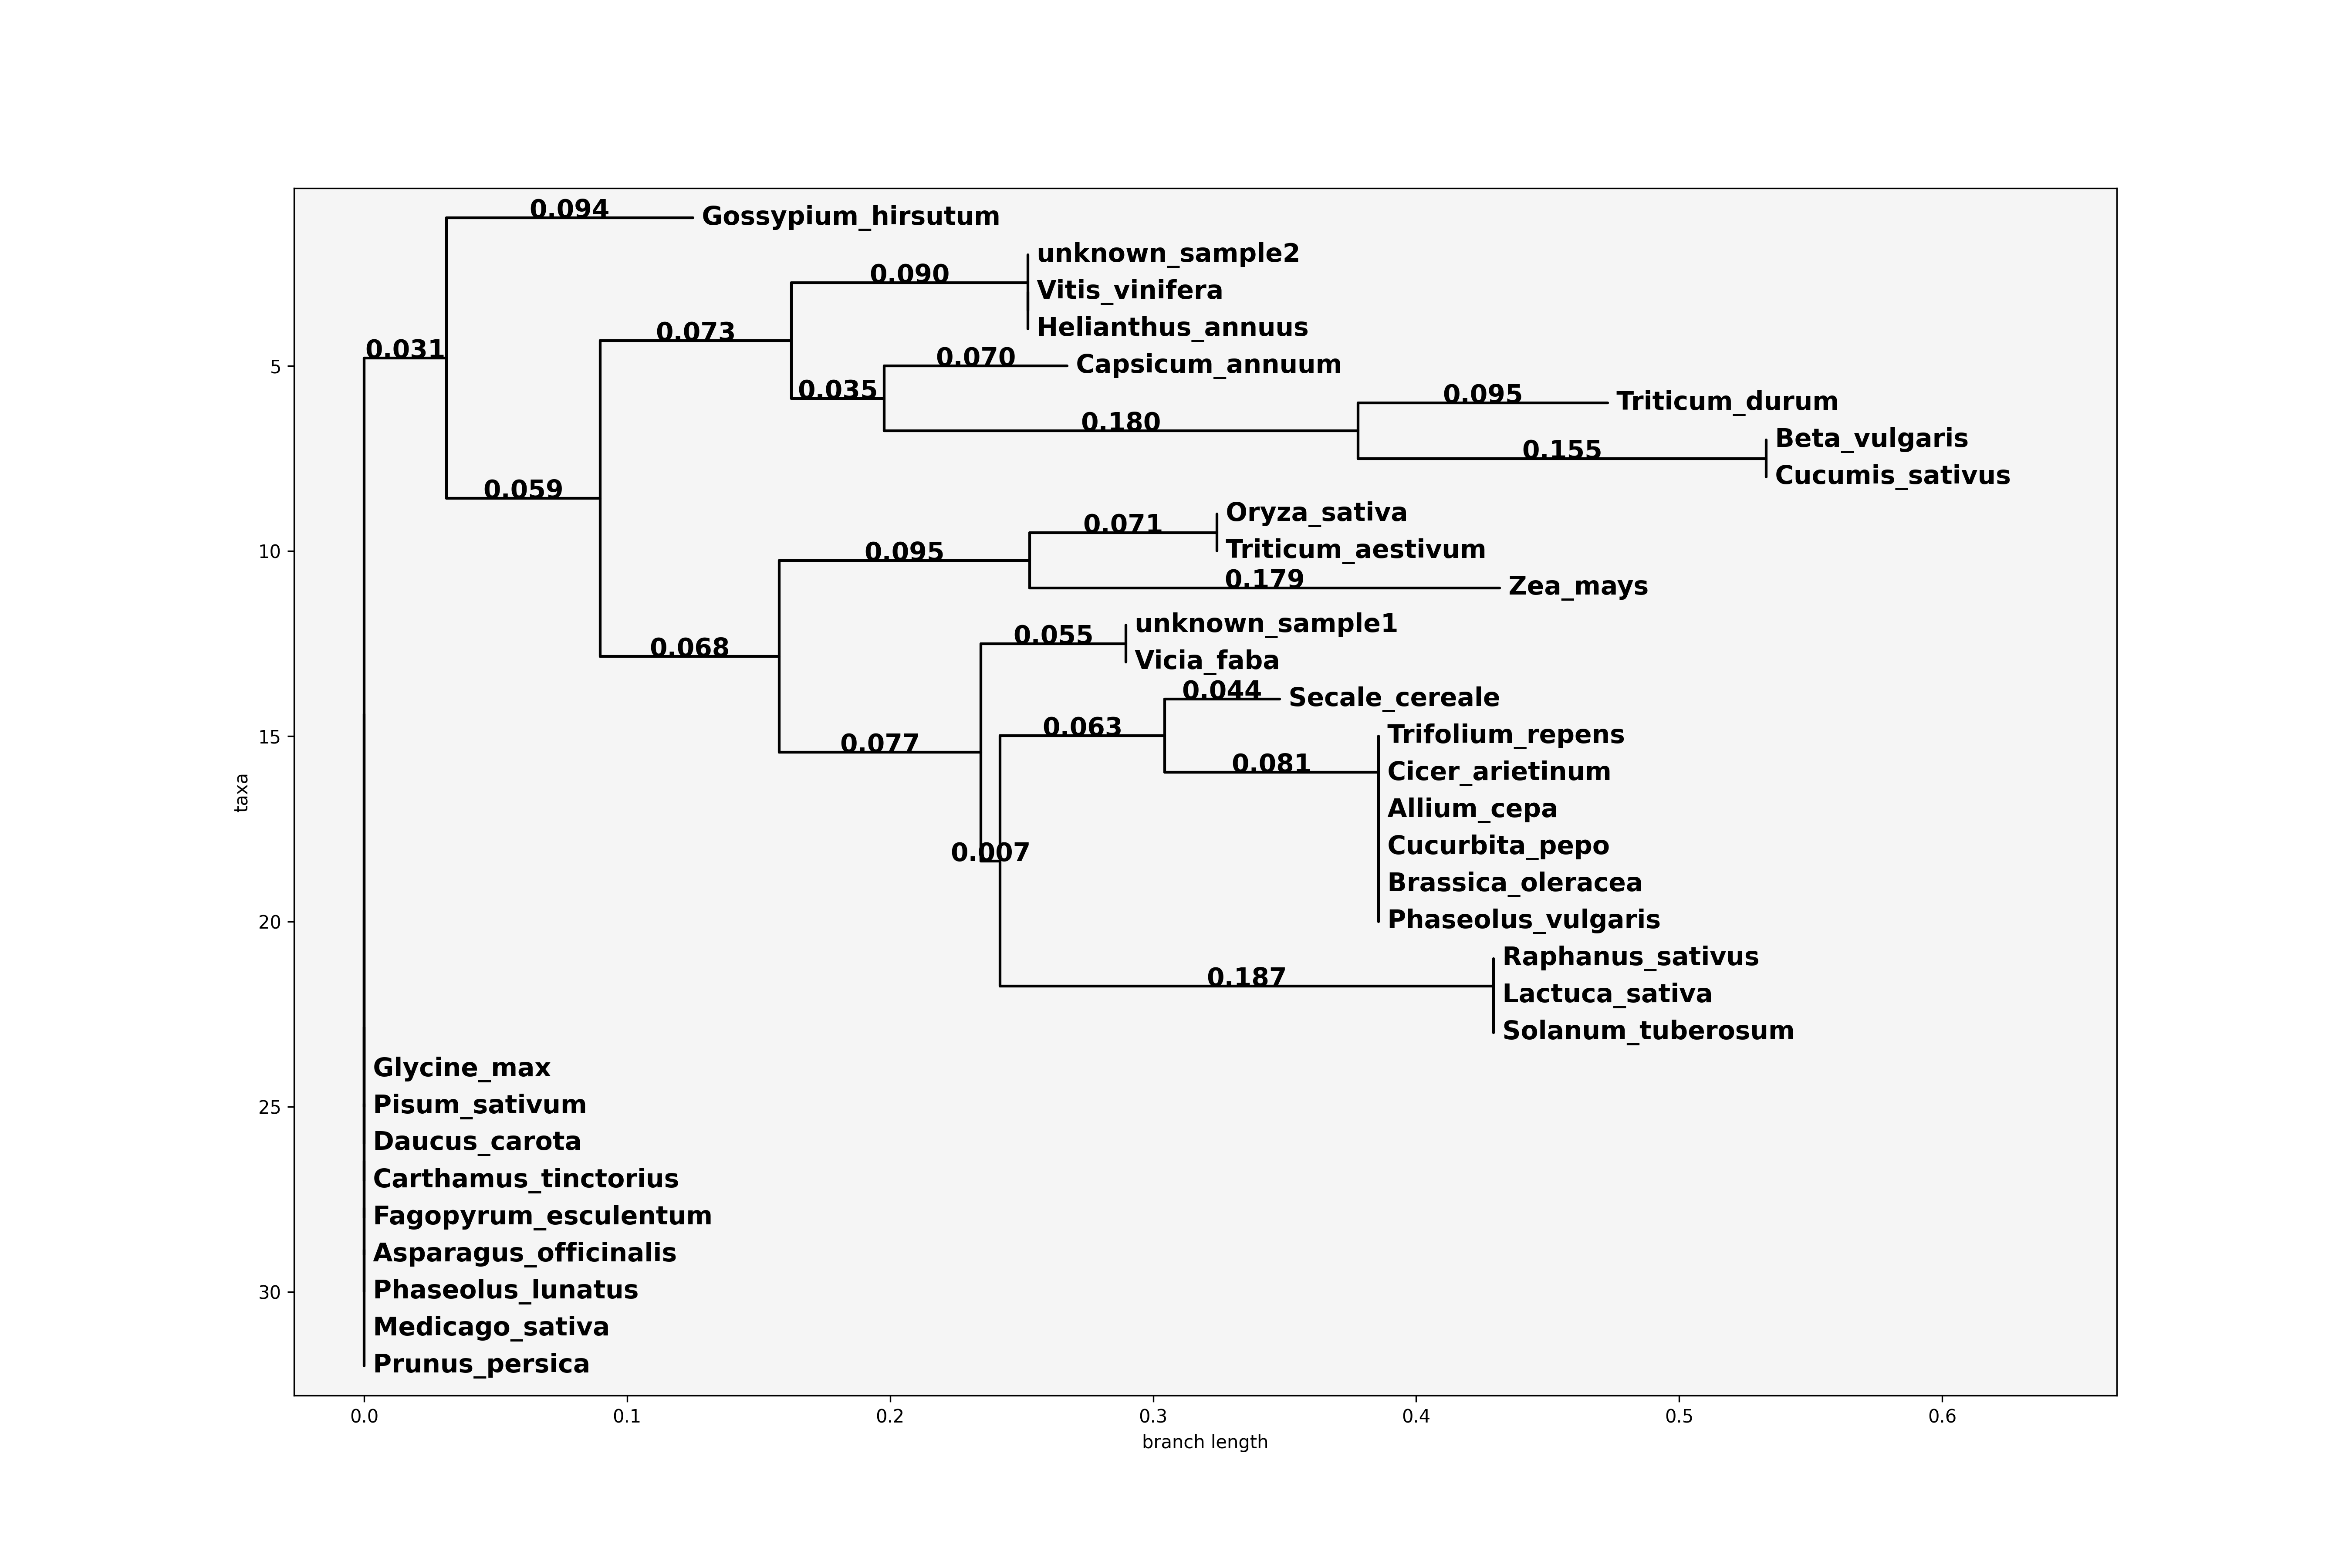 0.094 Gossypium_hirsutum
unknown_sample2
0.090
Vitis_vinifera
Helianthus_annuus
0.073
0.031
0.070 Capsicum_annuum
5
0.035
0.095 Triticum_durum
0.180
Beta_vulgaris
0.155
Cucumis_sativus
0.059
Oryza_sativa
0.071
Triticum_aestivum
10
0.095
0.179 Zea_mays
unknown_sample1
0.055
0.068
Vicia_faba
0.044 Secale_cereale
0.063
Trifolium_repens
15
0.077
0.081
Cicer_arietinum
taxa
Allium_cepa
Cucurbita_pepo
0.007
Brassica_oleracea
20
Phaseolus_vulgaris
Raphanus_sativus
0.187
Lactuca_sativa
Solanum_tuberosum
Glycine_max
25
Pisum_sativum
Daucus_carota
Carthamus_tinctorius
Fagopyrum_esculentum
Asparagus_officinalis
30
Phaseolus_lunatus
Medicago_sativa
Prunus_persica
0.0 0.1 0.2 0.3 0.4 0.5 0.6
branch length